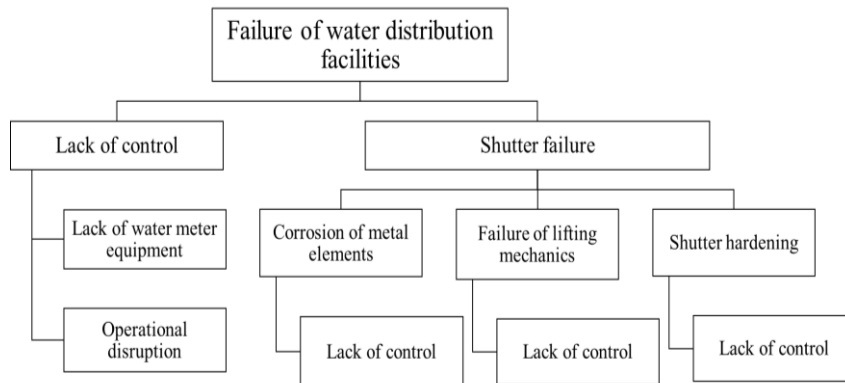 Failure of water distribution
facilities
Lack of control
Shutter failure
Lack of water meter
equipment
Corrosion of metal
elements
Failure of lifting
mechanics
Shutter hardening
Operational
disruption
Lack of control
Lack of control
Lack of control